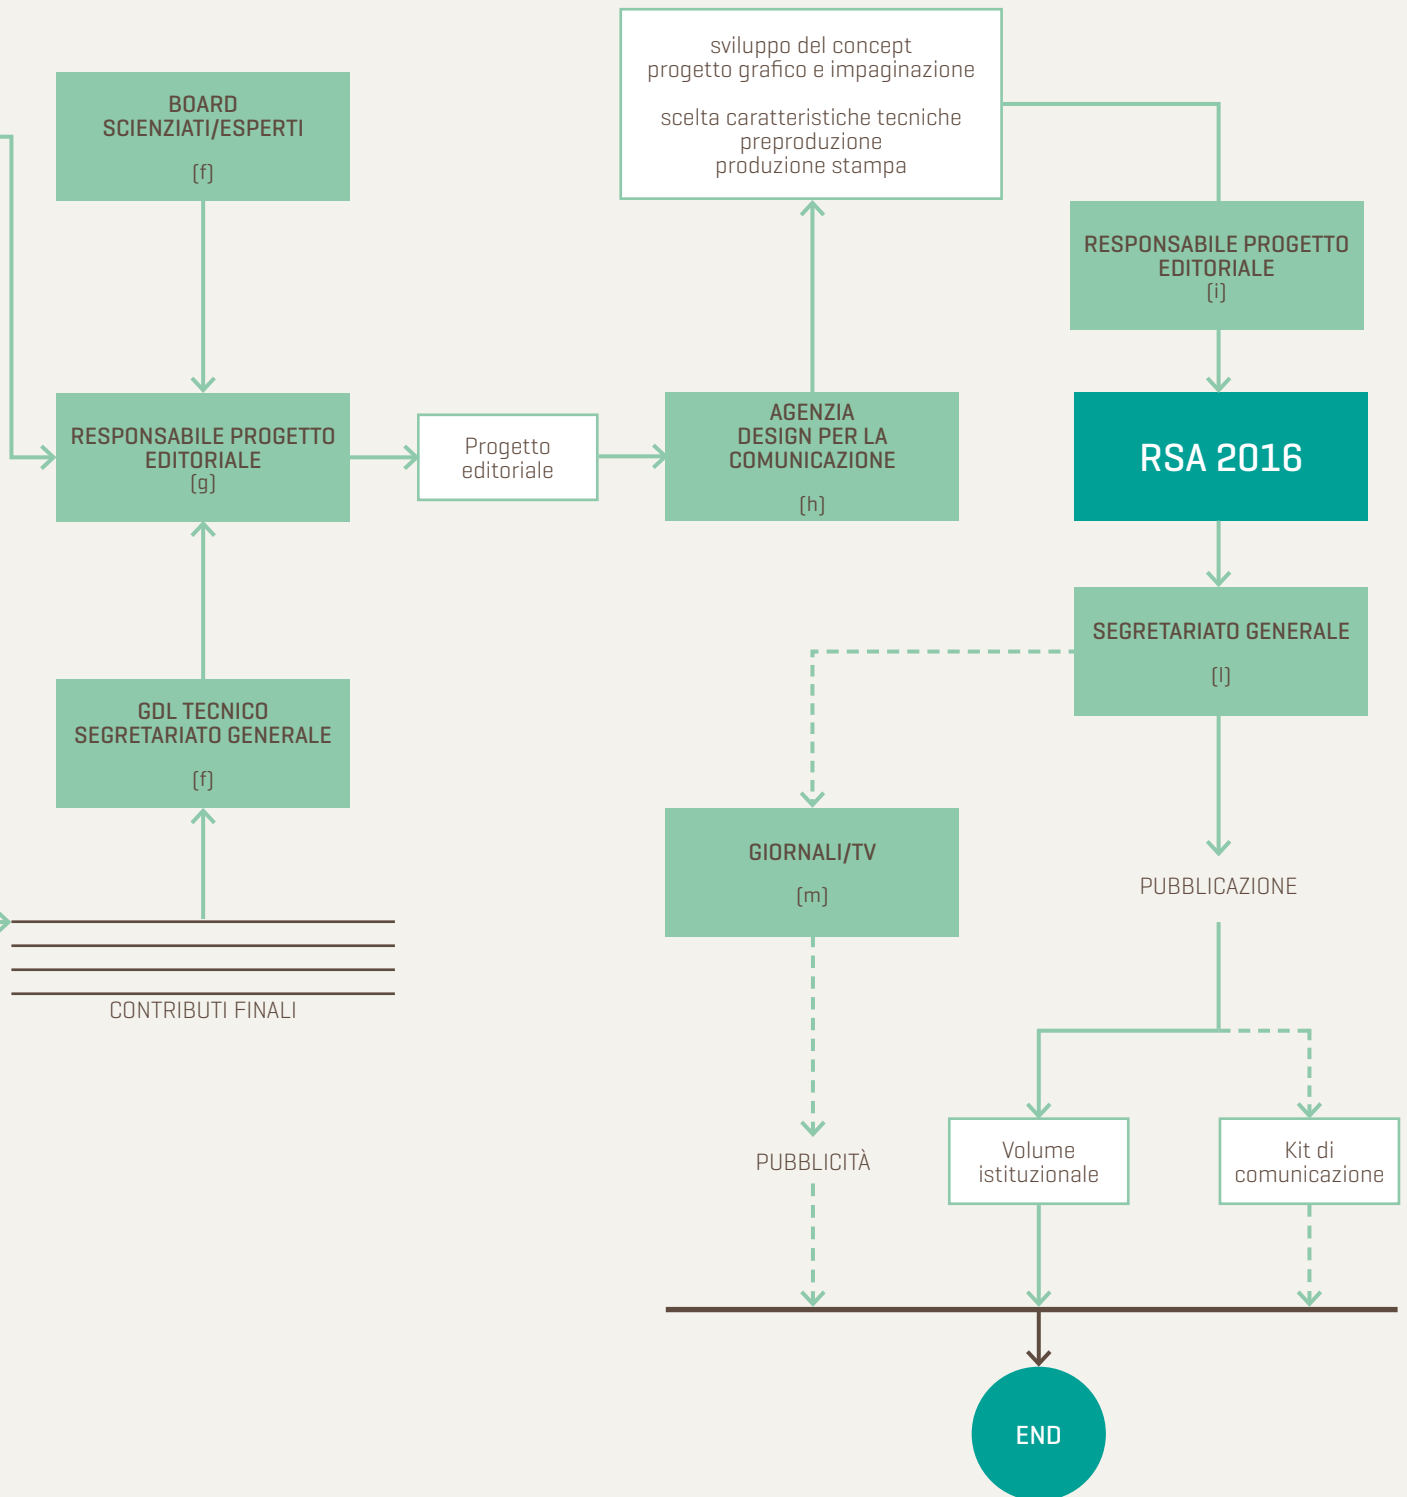 sviluppo del concept
progetto grafico e impaginazione
scelta caratteristiche tecniche
preproduzione
produzione stampa
BOARD
SCIENZIATI/ESPERTI
(f)
RESPONSABILE PROGETTO
EDITORIALE
(i)
RESPONSABILE PROGETTO
EDITORIALE
(g)
Progetto
editoriale
AGENZIA
DESIGN PER LA
COMUNICAZIONE
(h)
RSA 2016
SEGRETARIATO GENERALE
(l)
GDL TECNICO
SEGRETARIATO GENERALE
(f)
GIORNALI/TV
(m)
PUBBLICAZIONE
CONTRIBUTI FINALI
PUBBLICITÀ
Volume
istituzionale
Kit di
comunicazione
END